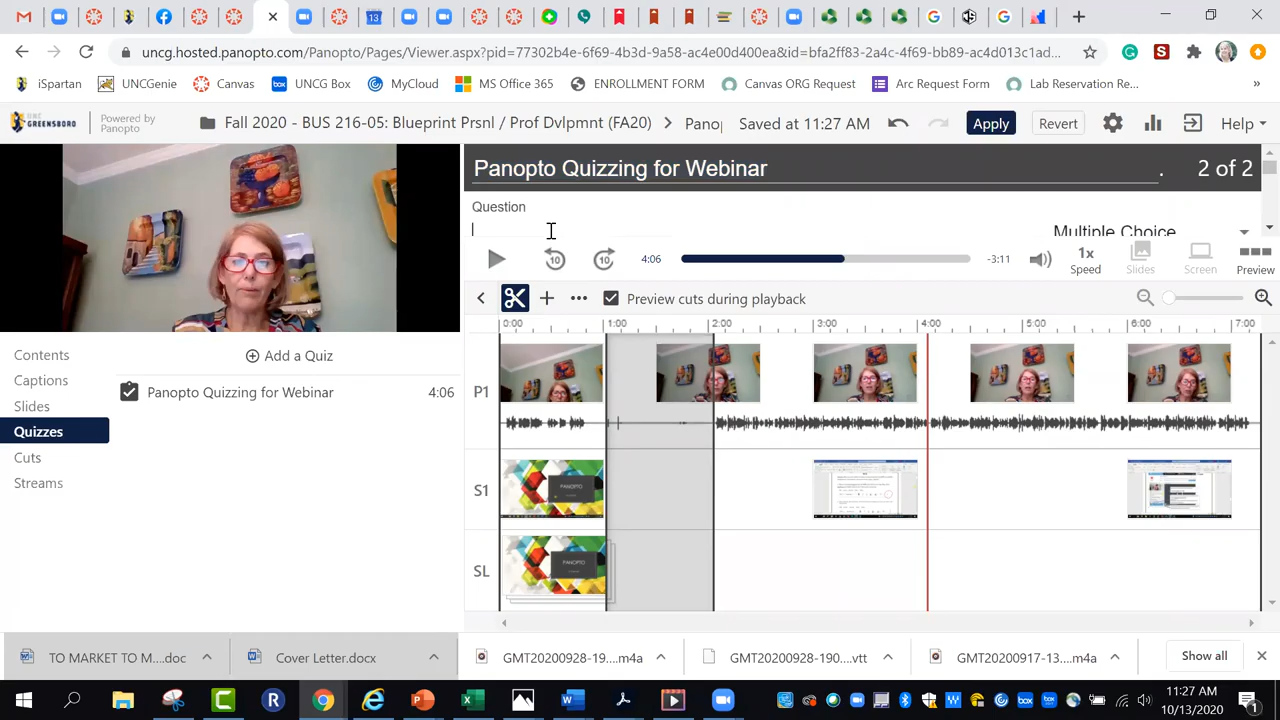 uncg.hosted.panopto.com/Panopto/Pages/Viewer.aspx?pid=77302b4e-6f69-4b3d-9a58-ac4e00d400ea&id=bfa2ff83-2a4c-4f69-bb89-ac4d013c1ad...
iSpartan UNCGenie Canvas UNCG Box MyCloud MS Office 365 ENROLLMENT FORM Canvas ORG Request Arc Request Form Lab Reservation Re... »
UNC GREENSBORO Powered by Panopto Fall 2020 - BUS 216-05: Blueprint Prsnl / Prof Dvlpmnt (FA20) > Panop Saved at 11:27 AM Apply Revert Help
Panopto Quizzing for Webinar . 2 of 2
Question
Multiple Choice
10 10 4:06 -3:11 1x Speed Slides Screen Preview
Preview cuts during playback
0:00 1:00 2:00 3:00 4:00 5:00 6:00 7:00
Contents
Add a Quiz
Captions
Panopto Quizzing for Webinar 4:06
Slides
Quizzes
Cuts
Streams
P1
S1
PANOPTO
SL
PANOPTO
TO MARKET TO M....doc Cover Letter.docx GMT20200928-19....m4a GMT20200928-190....vtt GMT20200917-13....m4a Show all
11:27 AM
10/13/2020